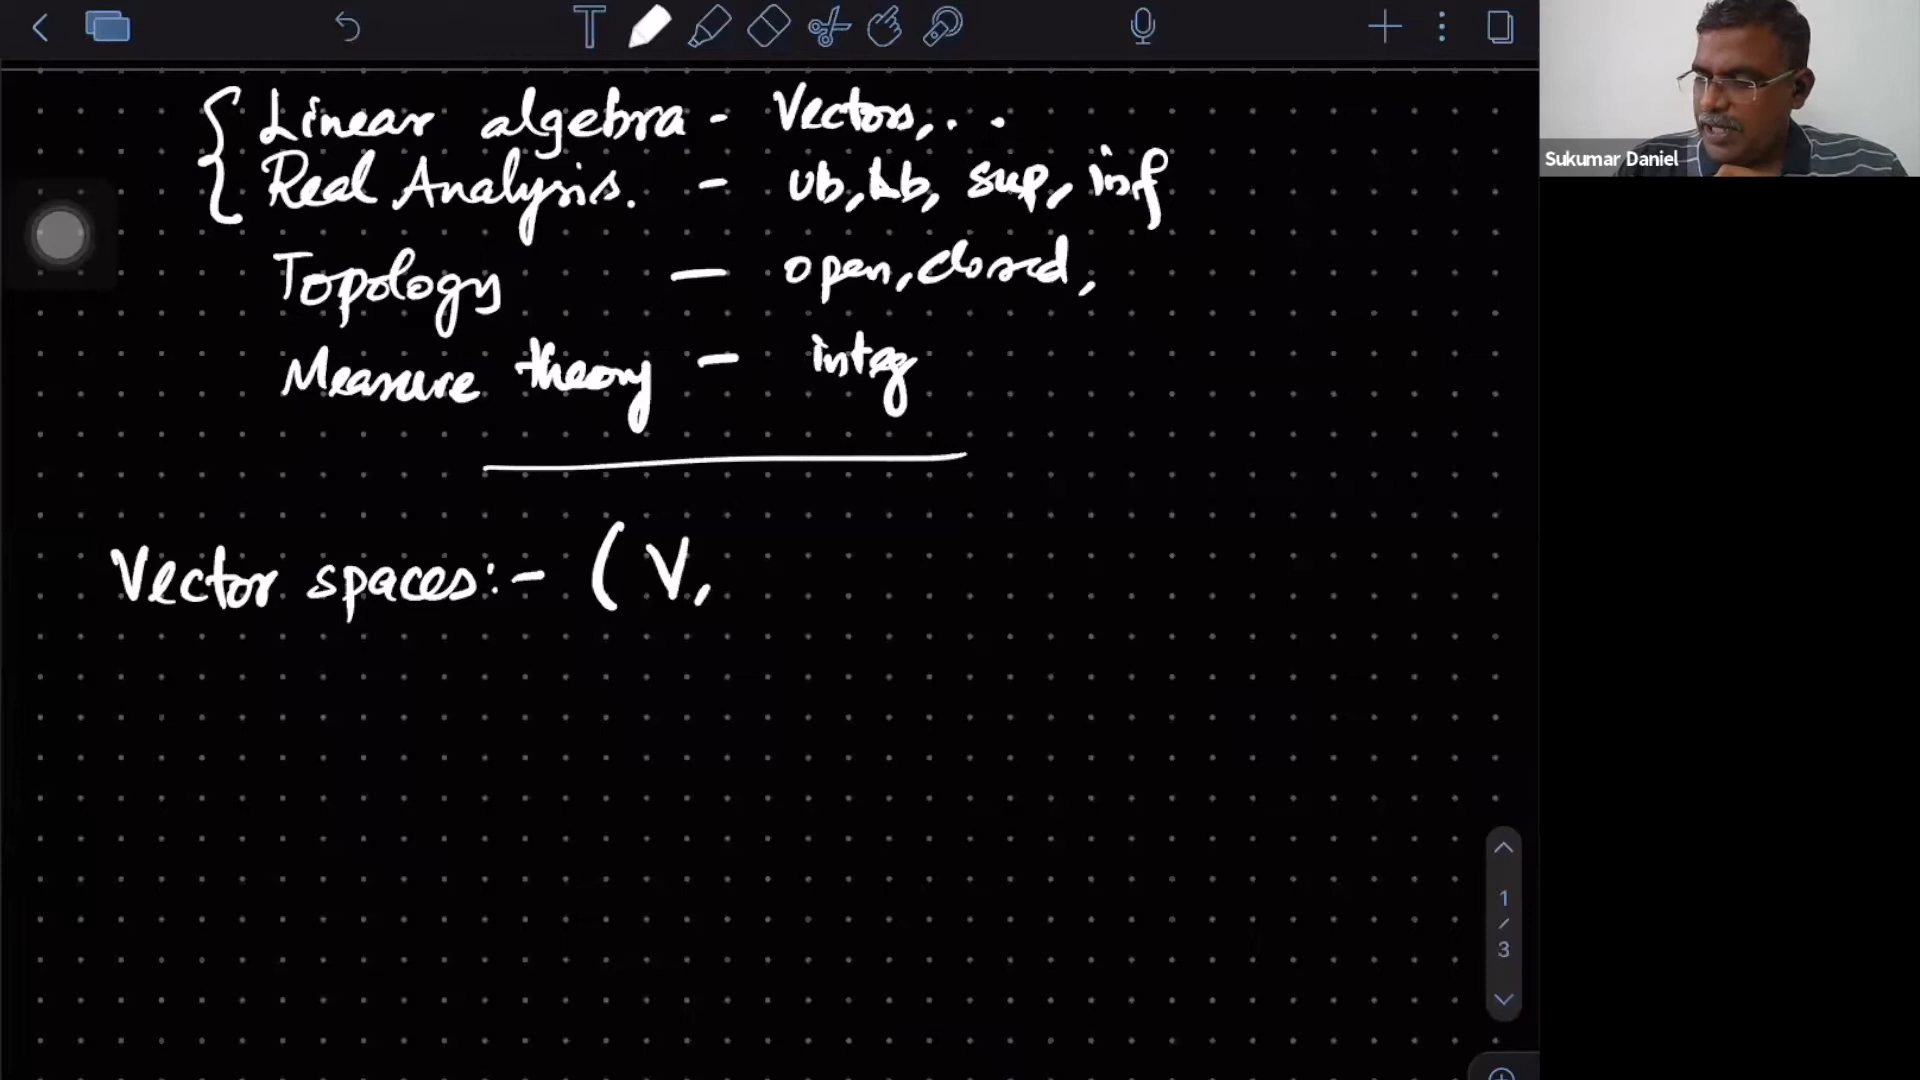 Linear algebra - Vectors, . .
Real Analysis. - ub, Lb, sup, inf
Topology - open, closed,
Measure theory - integ
Vector spaces:- ( V,
Sukumar Daniel
1
/
3